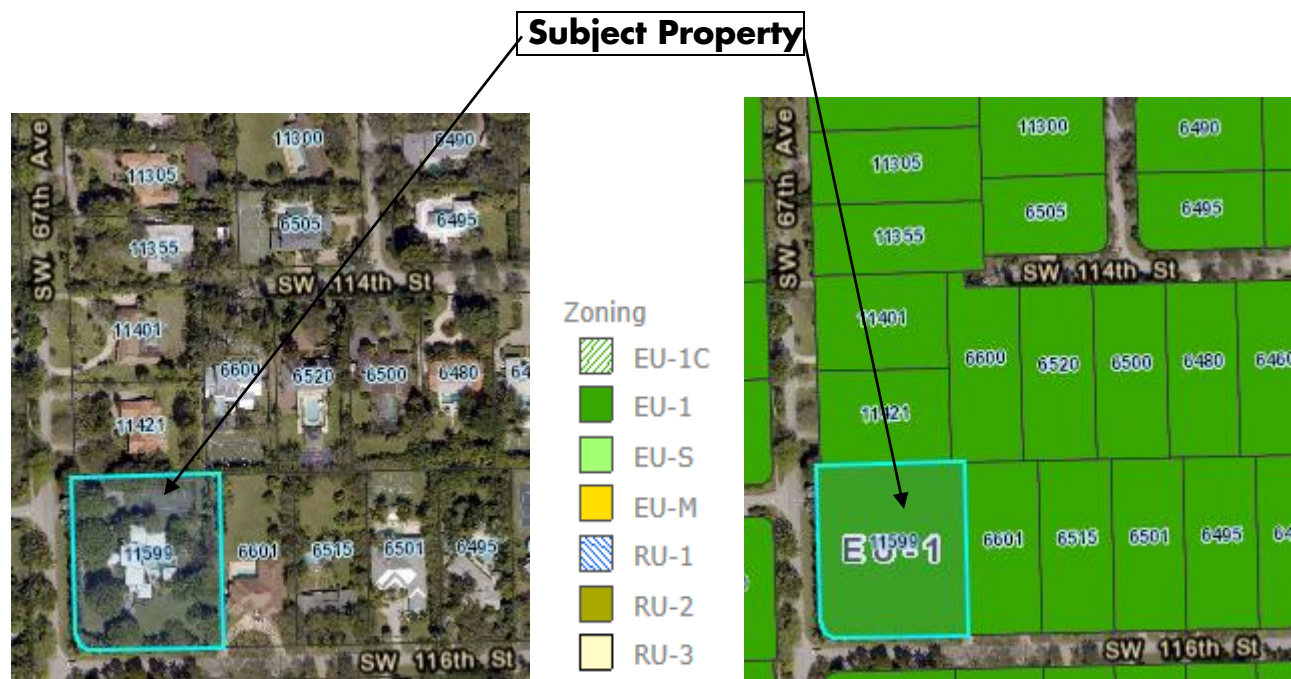 Subject Property
SW 67th Ave
11300
6490
11305
6505
6495
11355
SW 114th St
11401
6600
6520
6500
6480
11421
11599
6601
6515
6501
6495
SW 116th St
Zoning
EU-1C
EU-1
EU-S
EU-M
RU-1
RU-2
RU-3
SW 67th Ave
11300
6490
11305
6505
6495
11355
SW 114th St
11401
6600
6520
6500
6480
6460
11421
EU-1
11599
6601
6515
6501
6495
SW 116th St